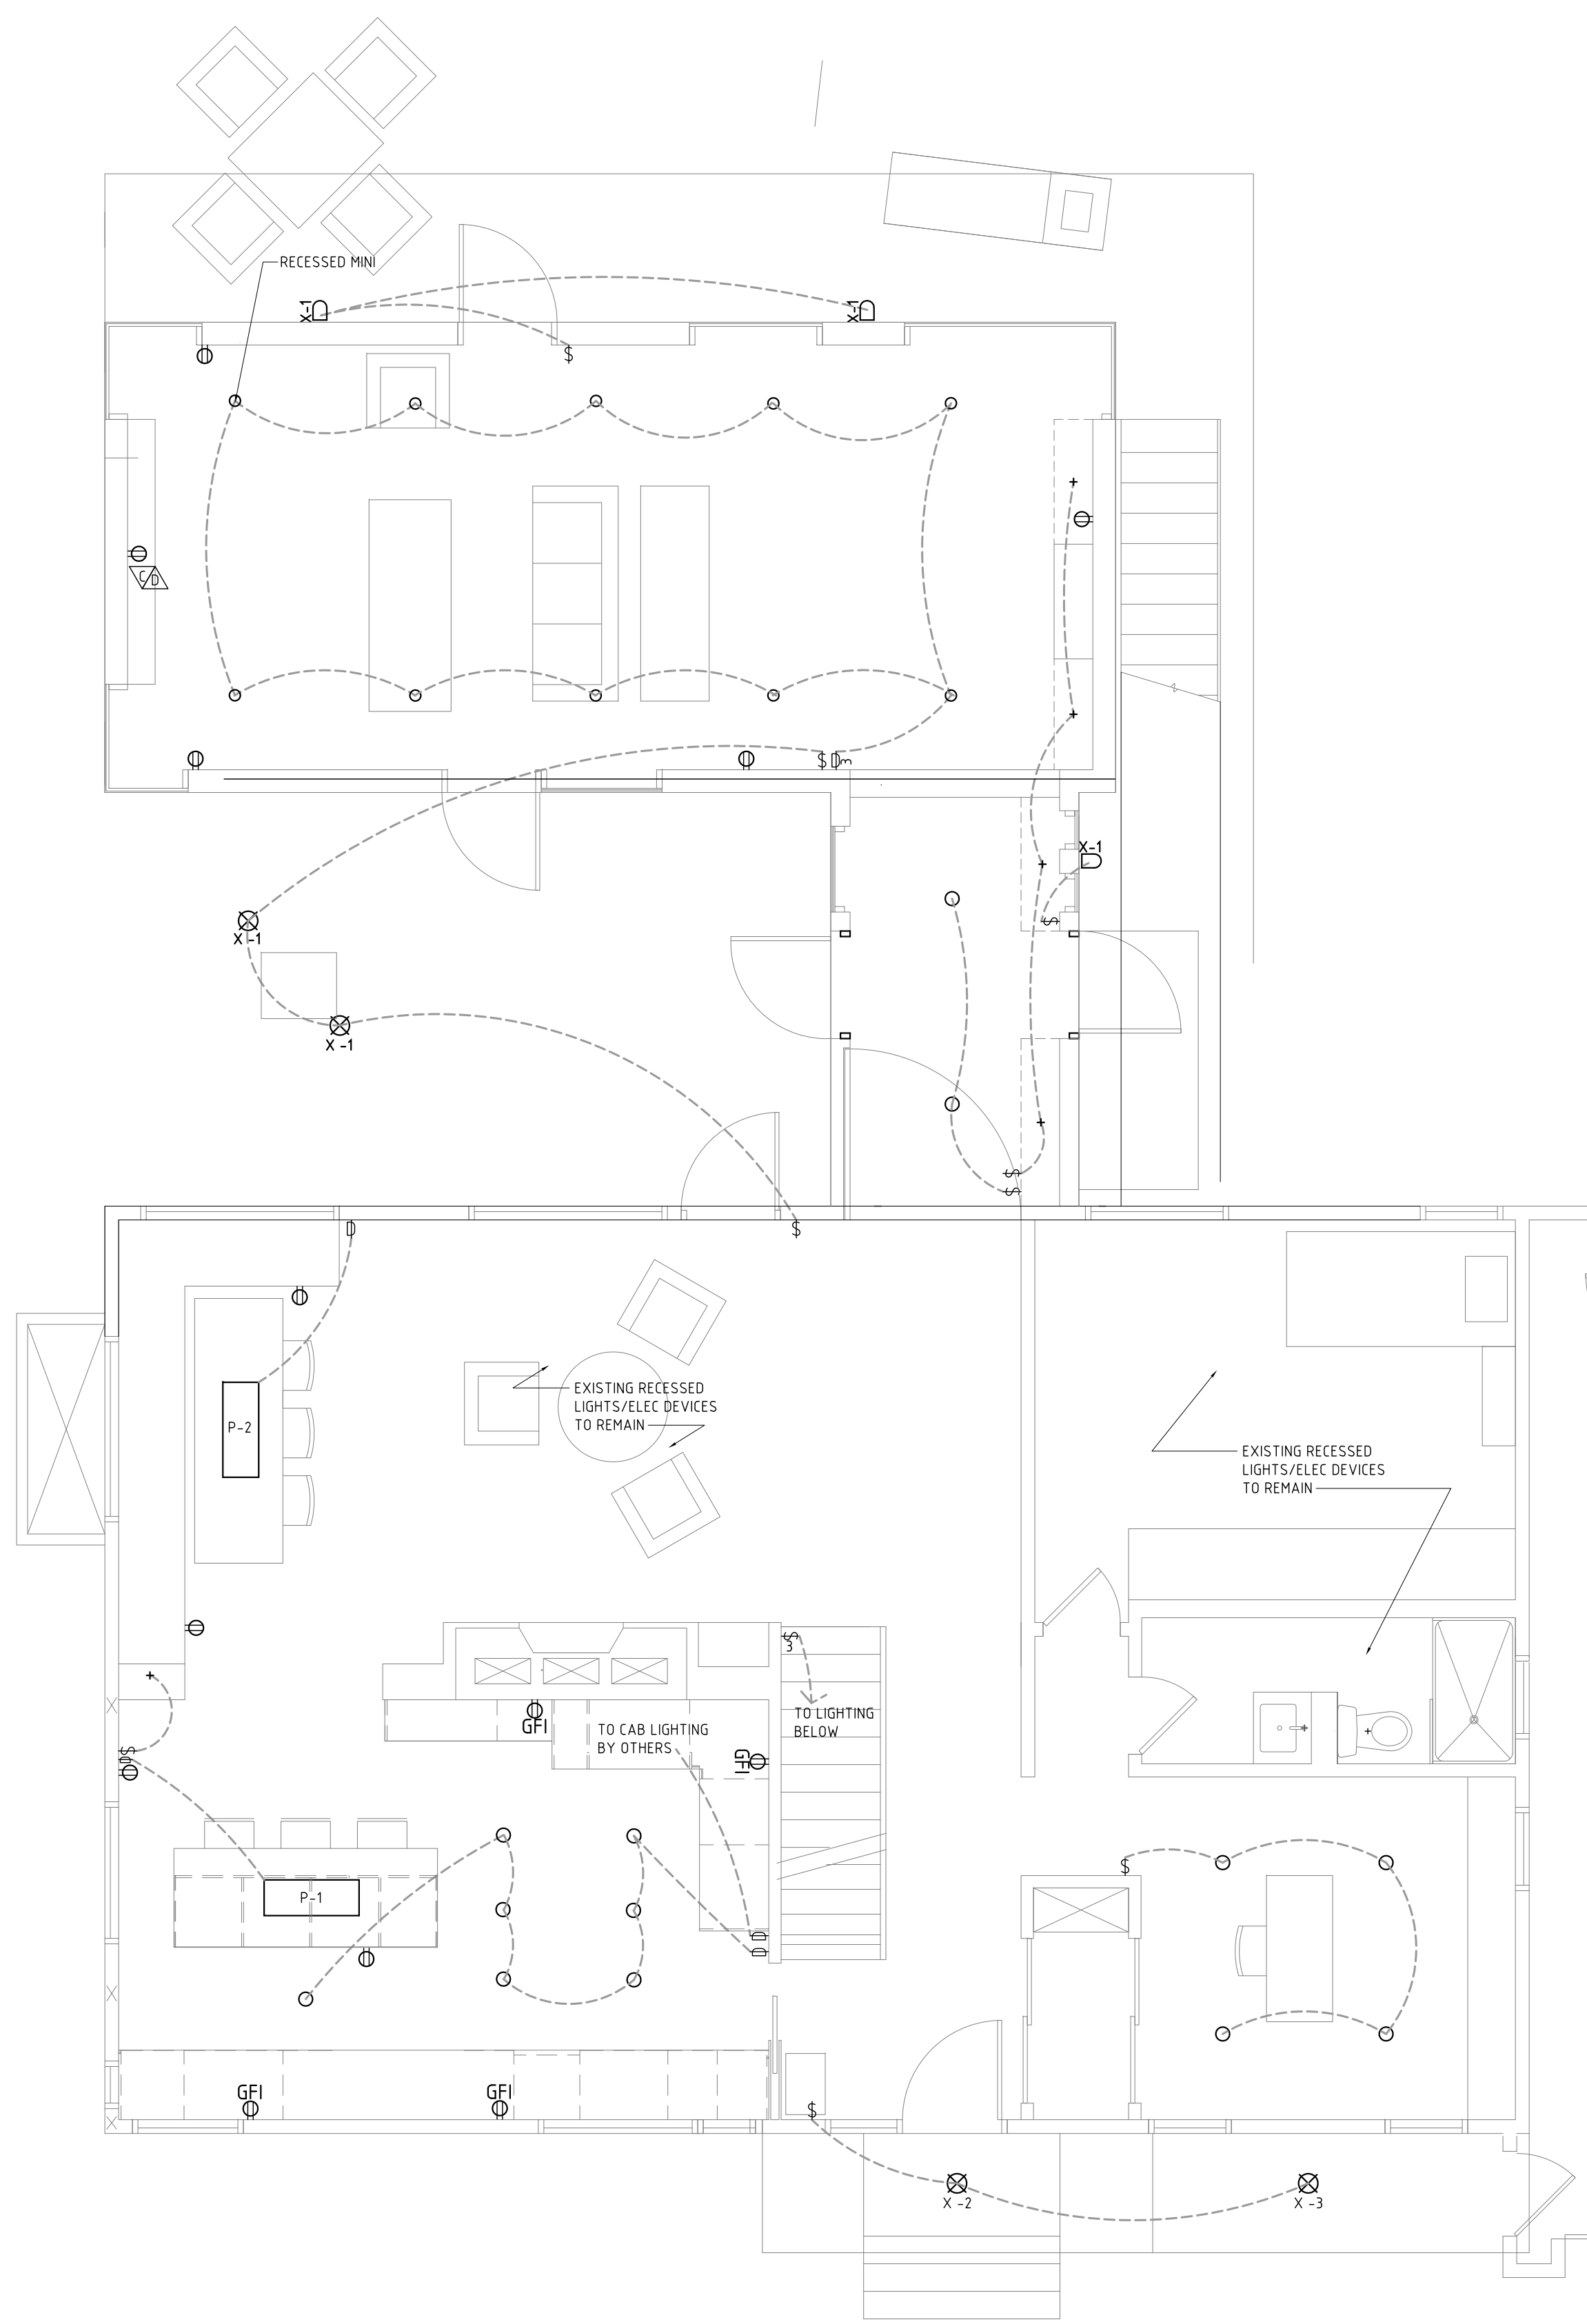 RECESSED MINI
X-1
X-1
$
C
D
$ D3
X-1
$
X -1
X -1
$
$
D
$
P-2
EXISTING RECESSED
LIGHTS/ELEC DEVICES
TO REMAIN
EXISTING RECESSED
LIGHTS/ELEC DEVICES
TO REMAIN
$3
TO LIGHTING
BELOW
GFI
TO CAB LIGHTING
BY OTHERS
GFI
$
D
P-1
$
D
D
GFI
GFI
$
X -2
X -3